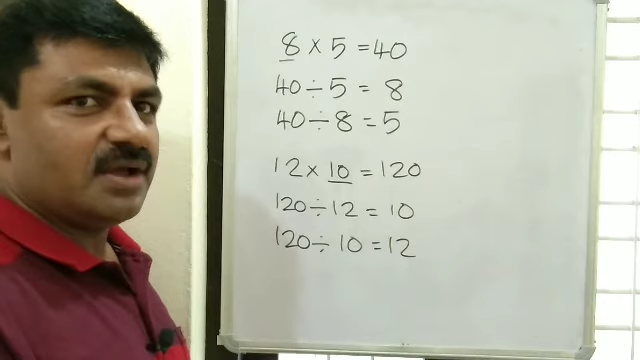 8 × 5 = 40
40 ÷ 5 = 8
40 ÷ 8 = 5
12 × 10 = 120
120 ÷ 12 = 10
120 ÷ 10 = 12